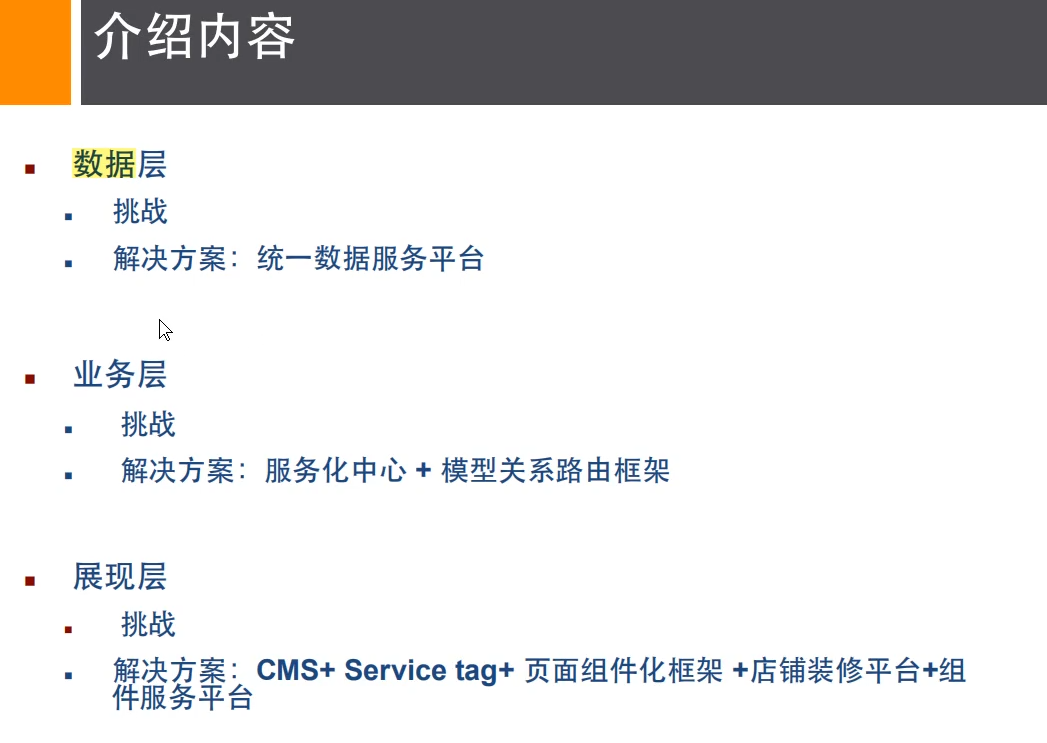 介绍内容
数据层
挑战
解决方案：统一数据服务平台
业务层
挑战
解决方案：服务化中心 + 模型关系路由框架
展现层
挑战
解决方案：CMS+ Service tag+ 页面组件化框架 +店铺装修平台+组
件服务平台